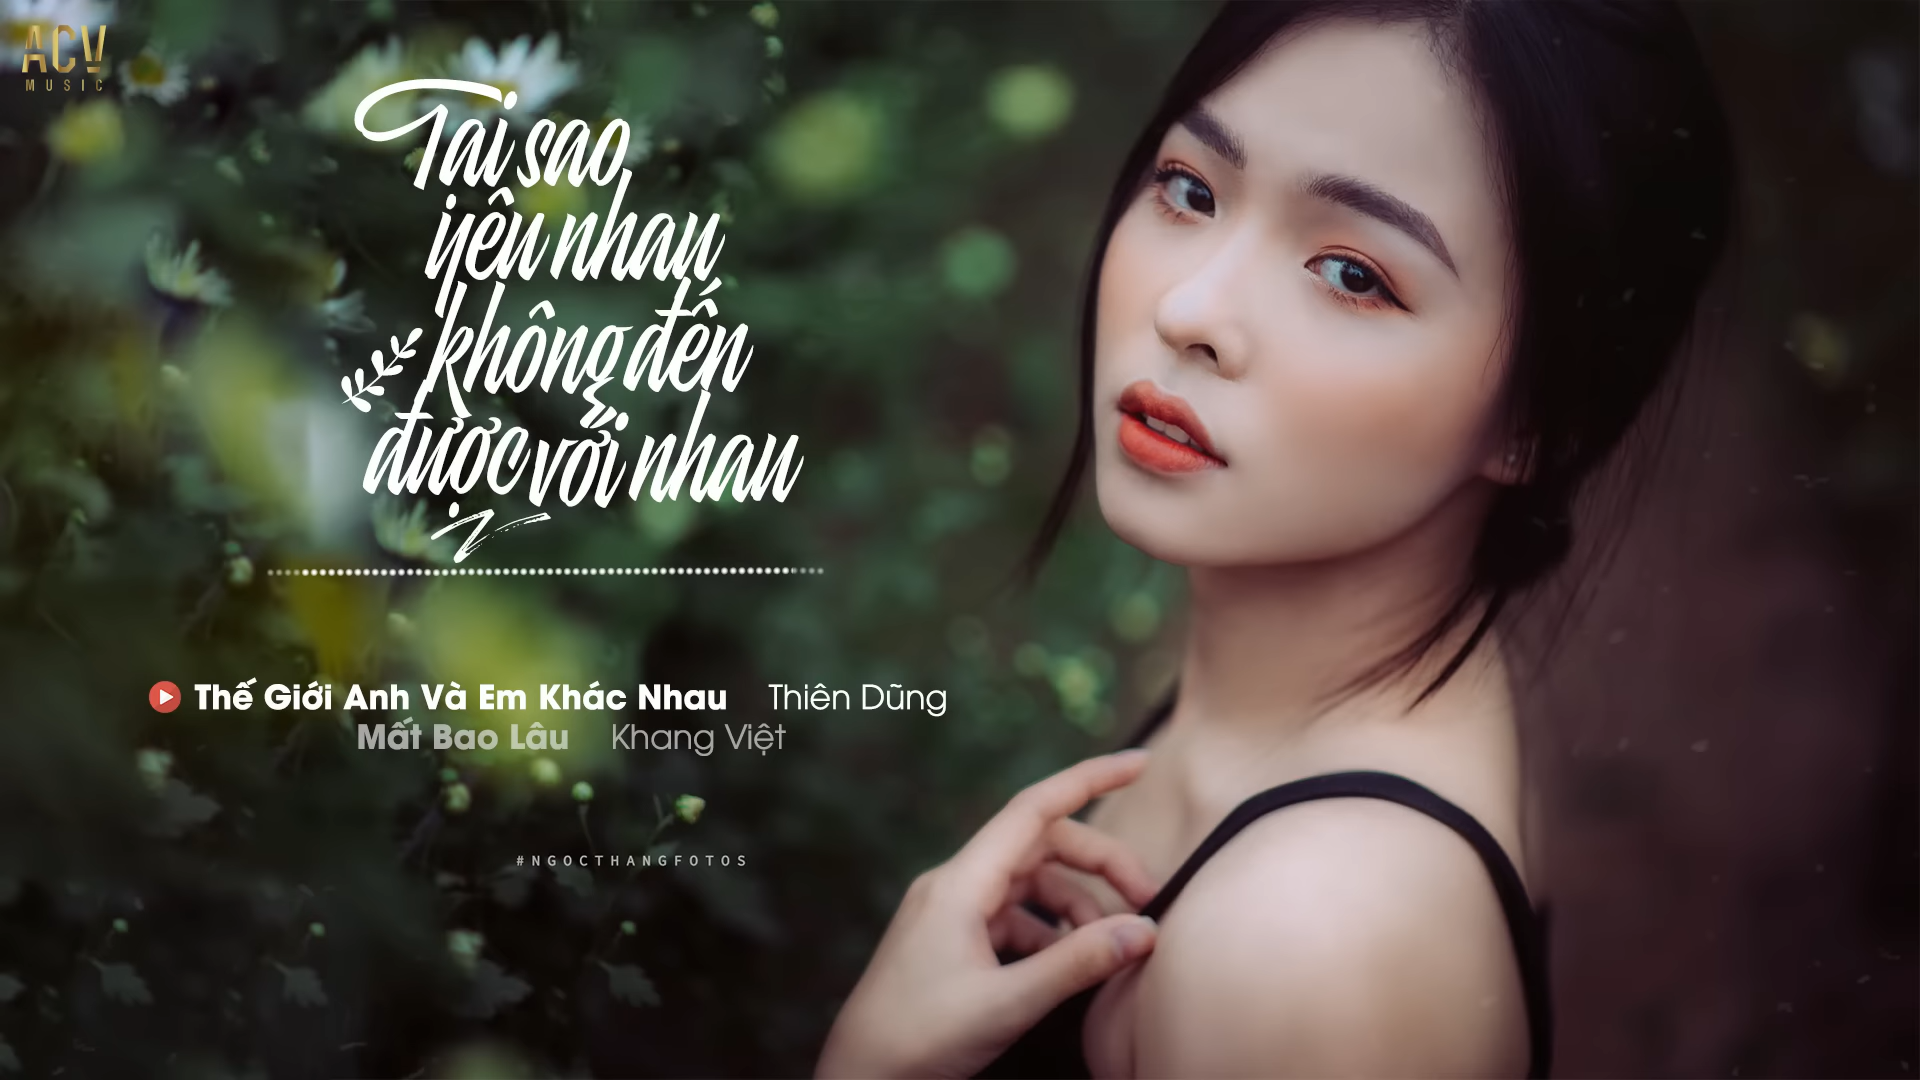 ACV
MUSIC
Tại sao
yêu nhau
không đến
được với nhau
Thế Giới Anh Và Em Khác Nhau Thiên Dũng
Mất Bao Lâu Khang Việt
#NGOCTHANGFOTOS